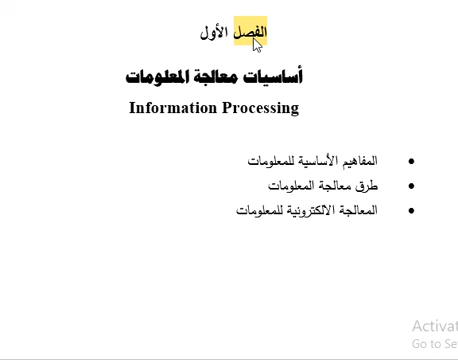 الفصل الأول
أساسيات معالجة المعلومات
Information Processing
• المفاهيم الأساسية للمعلومات
• طرق معالجة المعلومات
• المعالجة الالكترونية للمعلومات
Activat
Go to Se